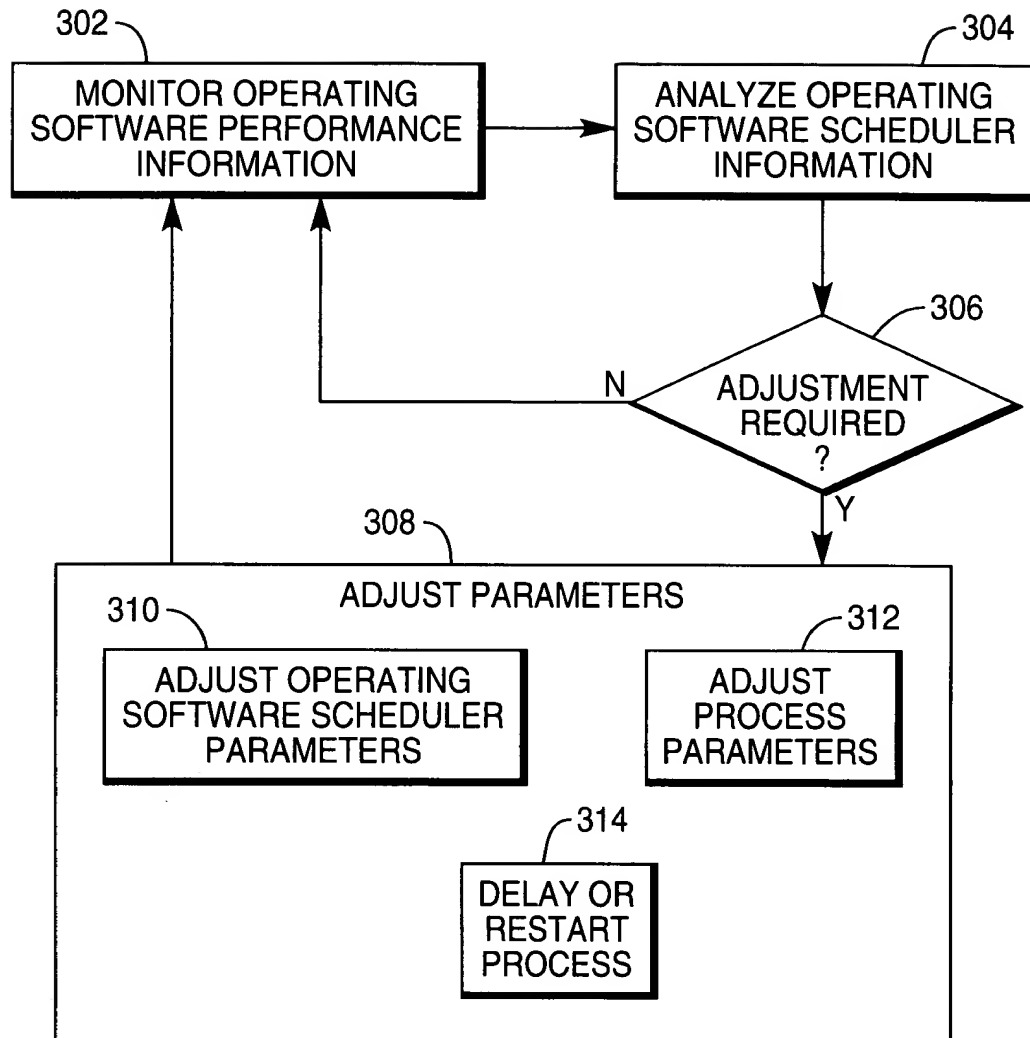 302
MONITOR OPERATING
SOFTWARE PERFORMANCE
INFORMATION
304
ANALYZE OPERATING
SOFTWARE SCHEDULER
INFORMATION
306
ADJUSTMENT
REQUIRED
?
N
Y
308
ADJUST PARAMETERS
310
ADJUST OPERATING
SOFTWARE SCHEDULER
PARAMETERS
312
ADJUST
PROCESS
PARAMETERS
314
DELAY OR
RESTART
PROCESS